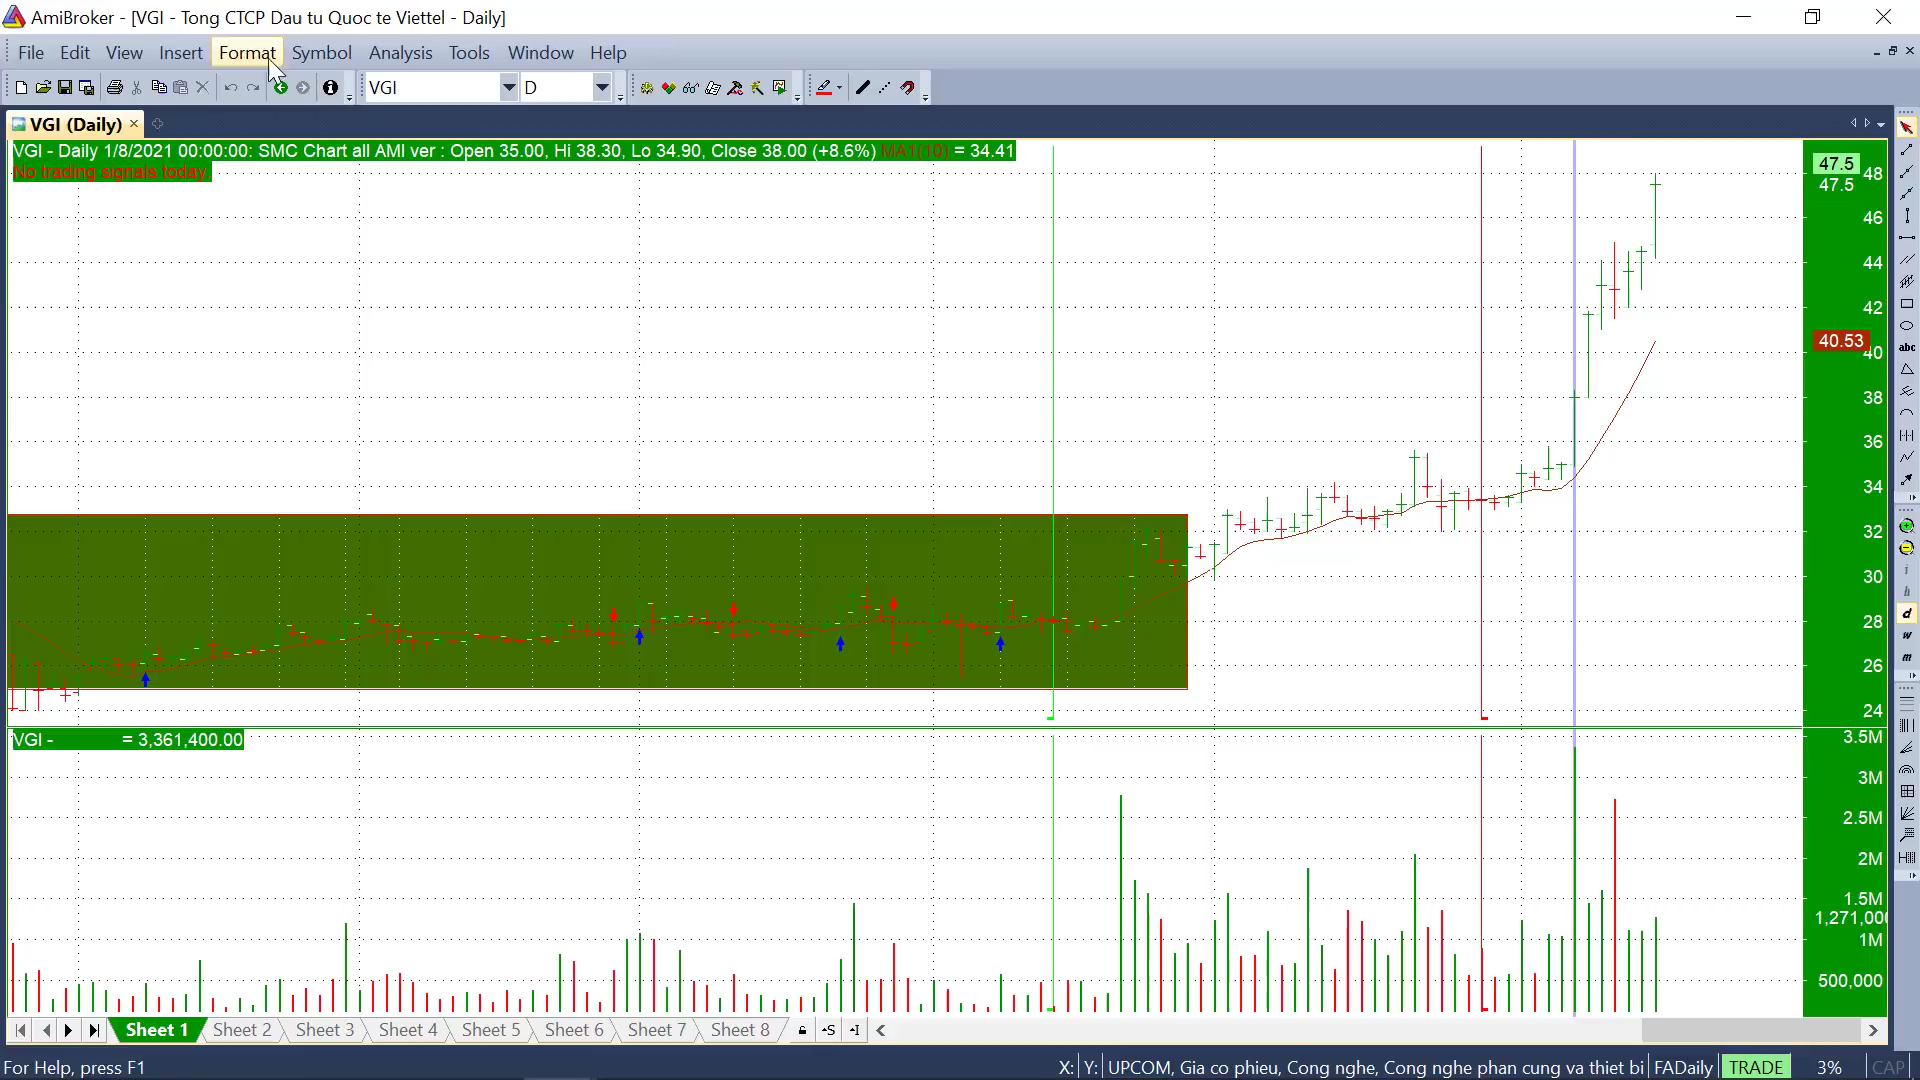 AmiBroker - [VGI - Tong CTCP Dau tu Quoc te Viettel - Daily]
File Edit View Insert Format Symbol Analysis Tools Window Help
VGI D
VGI (Daily)
VGI - Daily 1/8/2021 00:00:00: SMC Chart all AMI ver : Open 35.00, Hi 38.30, Lo 34.90, Close 38.00 (+8.6%) MA1(10) = 34.41
No trading signals today.
47.5
47.5
48
46
44
42
40.53
40
38
36
34
32
30
28
26
24
abc
i
h
d
w
m
VGI - = 3,361,400.00
3.5M
3M
2.5M
2M
1.5M
1,271,00
1M
500,000
Sheet 1 Sheet 2 Sheet 3 Sheet 4 Sheet 5 Sheet 6 Sheet 7 Sheet 8 S I
For Help, press F1 X: Y: UPCOM, Gia co phieu, Cong nghe, Cong nghe phan cung va thiet bi FADaily TRADE 3% CAP